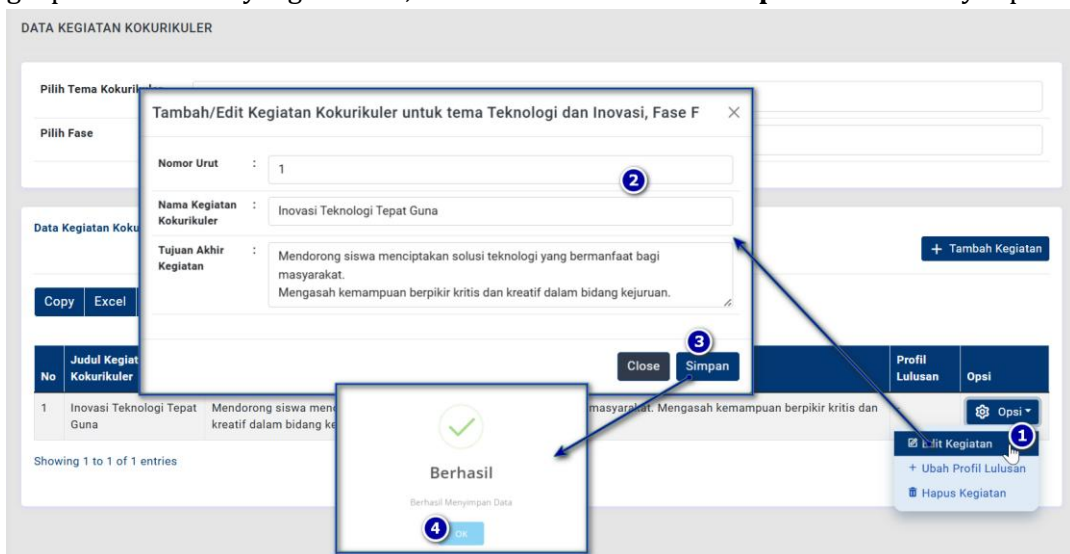 DATA KEGIATAN KOKURIKULER
Pilih Tema
Pilih Fase
Tambah/Edit Kegiatan Kokurikuler untuk tema Teknologi dan Inovasi, Fase F
Nomor Urut : 1
2
Nama Kegiatan Kokurikuler : Inovasi Teknologi Tepat Guna
Tujuan Akhir Kegiatan : Mendorong siswa menciptakan solusi teknologi yang bermanfaat bagi
masyarakat.
Mengasah kemampuan berpikir kritis dan kreatif dalam bidang kejuruan.
3
Close Simpan
Data Kegiatan
+ Tambah Kegiatan
Copy Excel
No Judul Kokurikuler Profil Lulusan Opsi
1 Inovasi Teknologi Tepat Mendorong siswa masyarakat. Mengasah kemampuan berpikir kritis dan - Opsi
Guna kreatif dalam bidang
1
Edit Kegiatan
+ Ubah Profil Lulusan
Hapus Kegiatan
Showing 1 to 1 of 1 entries
Berhasil
Berhasil Menyimpan Data
4
OK